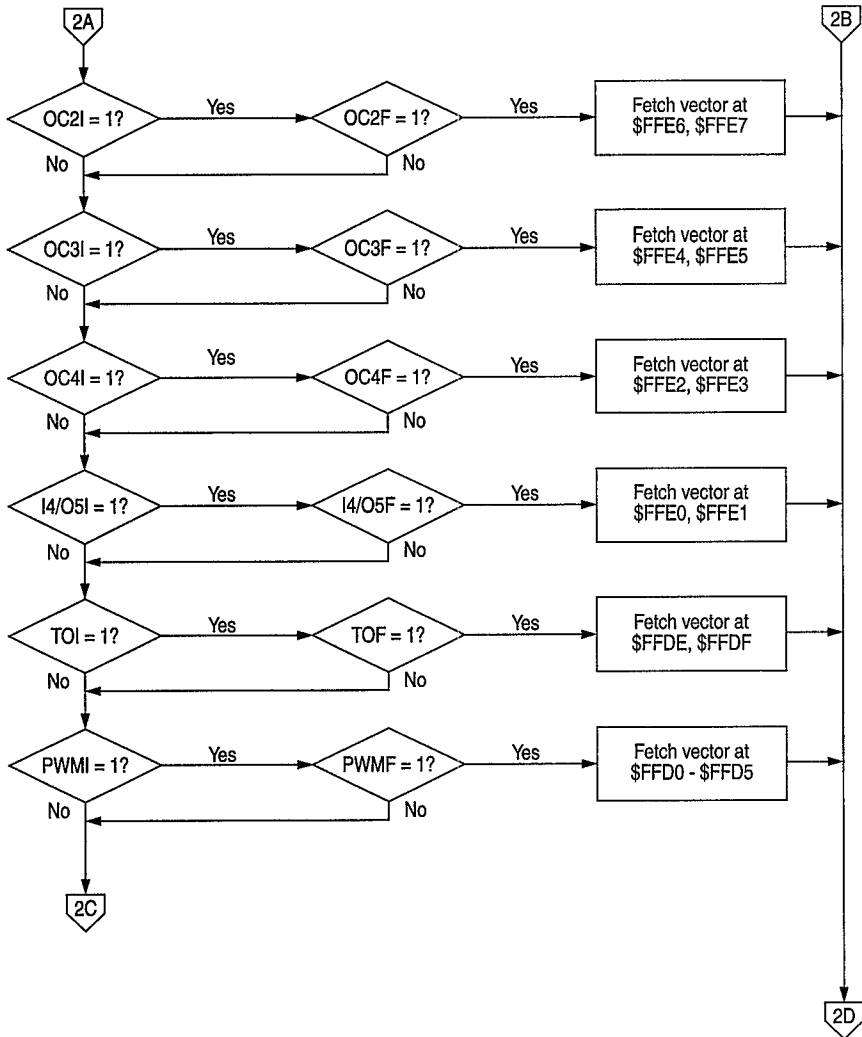 2A
2B
OC2I = 1?
Yes
OC2F = 1?
Yes
Fetch vector at
$FFE6, $FFE7
No
No
OC3I = 1?
Yes
OC3F = 1?
Yes
Fetch vector at
$FFE4, $FFE5
No
No
OC4I = 1?
Yes
OC4F = 1?
Yes
Fetch vector at
$FFE2, $FFE3
No
No
I4/O5I = 1?
Yes
I4/O5F = 1?
Yes
Fetch vector at
$FFE0, $FFE1
No
No
TOI = 1?
Yes
TOF = 1?
Yes
Fetch vector at
$FFDE, $FFDF
No
No
PWMI = 1?
Yes
PWMF = 1?
Yes
Fetch vector at
$FFD0 - $FFD5
No
No
2C
2D